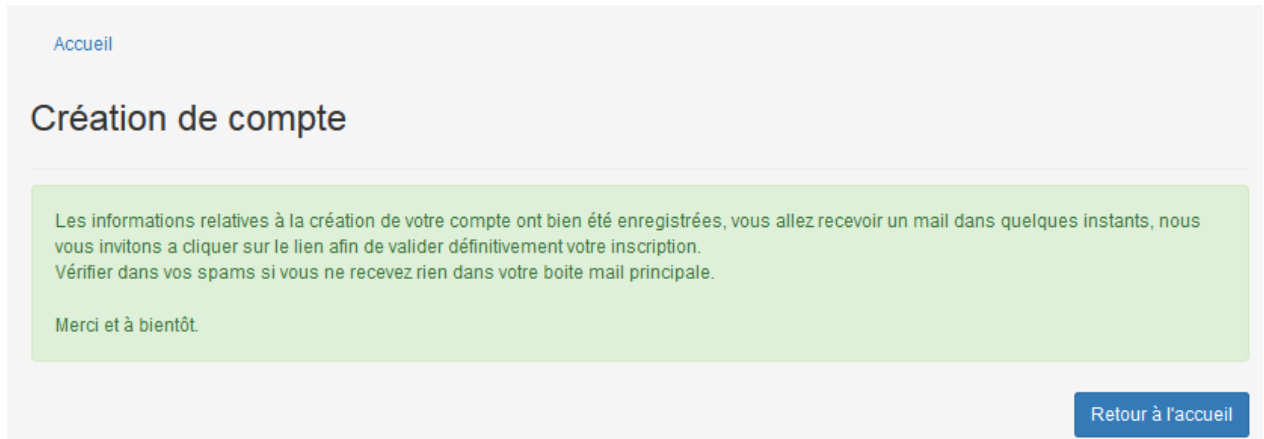 Accueil
Création de compte
Les informations relatives à la création de votre compte ont bien été enregistrées, vous allez recevoir un mail dans quelques instants, nous
vous invitons a cliquer sur le lien afin de valider définitivement votre inscription.
Vérifier dans vos spams si vous ne recevez rien dans votre boite mail principale.
Merci et à bientôt.
Retour à l'accueil